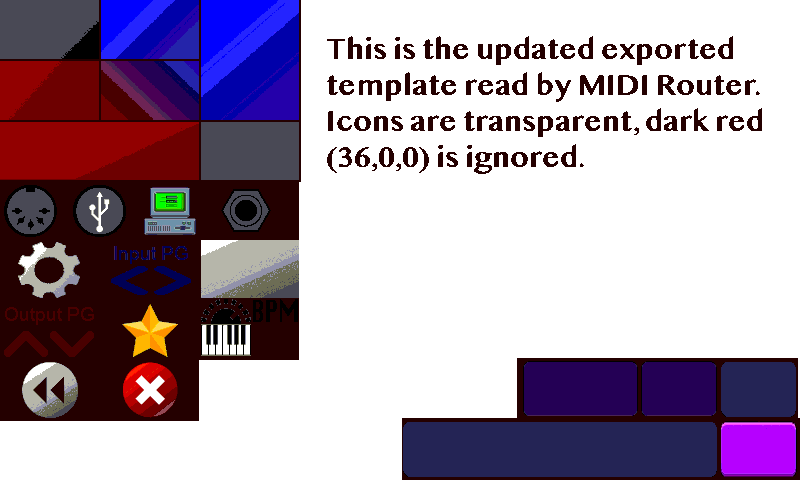 This is the updated exported
template read by MIDI Router.
Icons are transparent, dark red
(36,0,0) is ignored.
Input PG
< >
Output PG
BPM